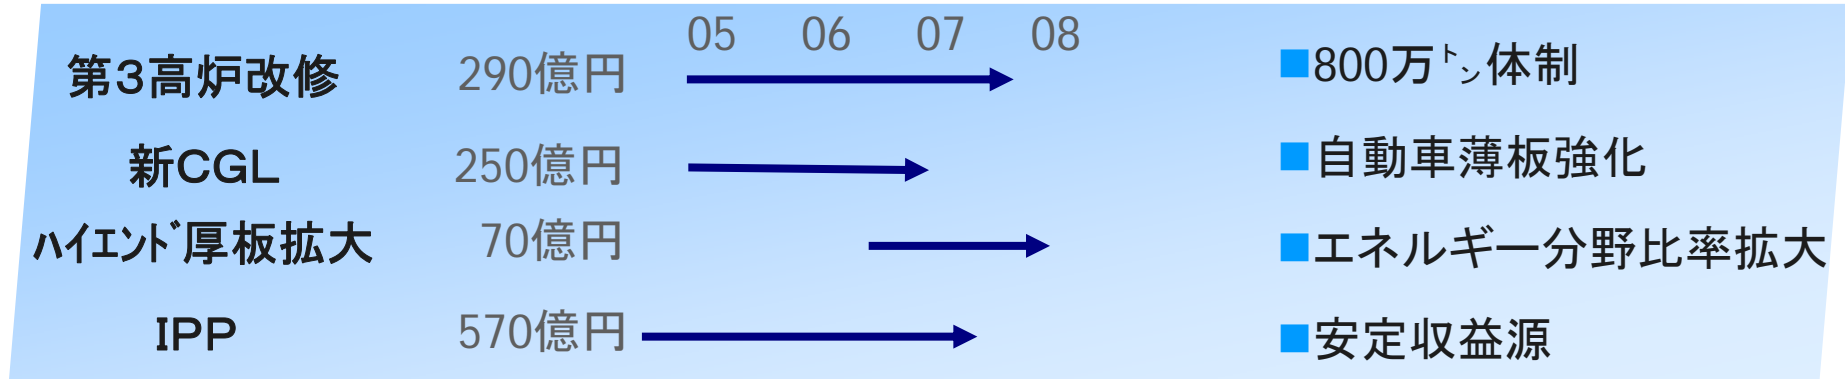 05 06 07 08
第３高炉改修 290億円 ■800万㌧体制
新CGL 250億円 ■自動車薄板強化
ﾊｲｴﾝﾄﾞ厚板拡大 70億円 ■エネルギー分野比率拡大
IPP 570億円 ■安定収益源